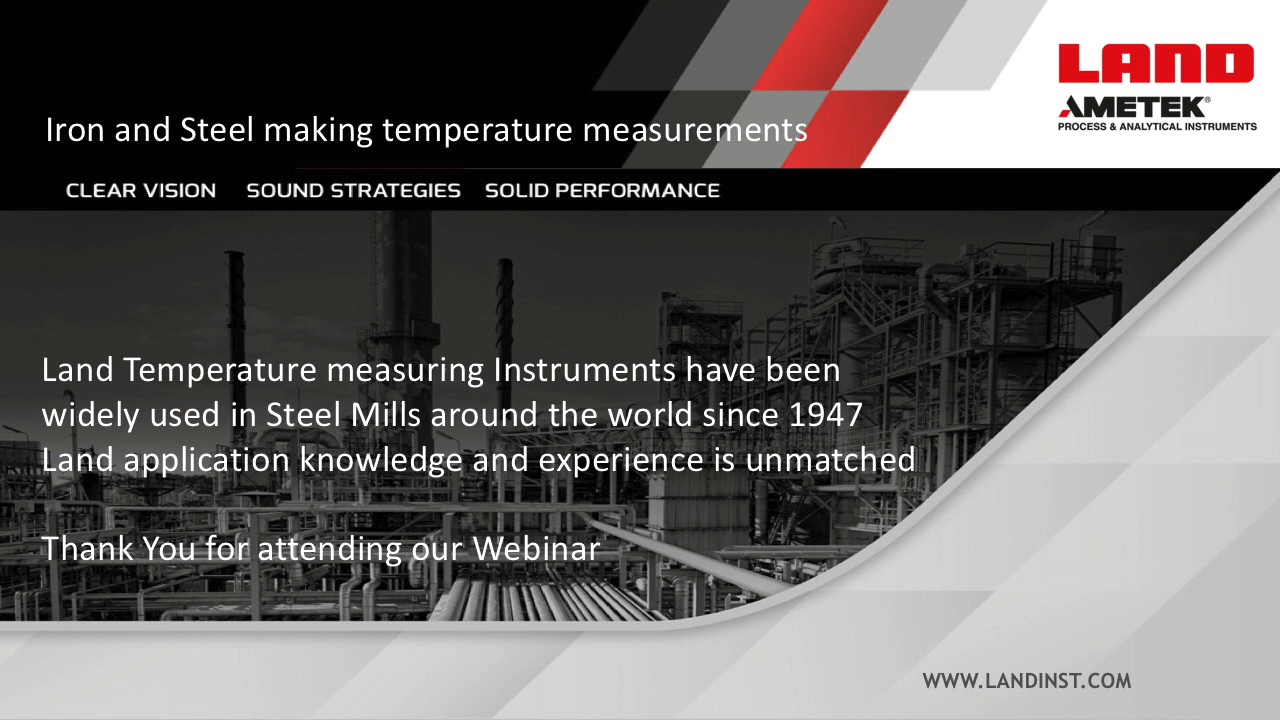 LAND
AMETEK®
PROCESS & ANALYTICAL INSTRUMENTS
Iron and Steel making temperature measurements
CLEAR VISION SOUND STRATEGIES SOLID PERFORMANCE
Land Temperature measuring Instruments have been
widely used in Steel Mills around the world since 1947
Land application knowledge and experience is unmatched
Thank You for attending our Webinar
WWW.LANDINST.COM